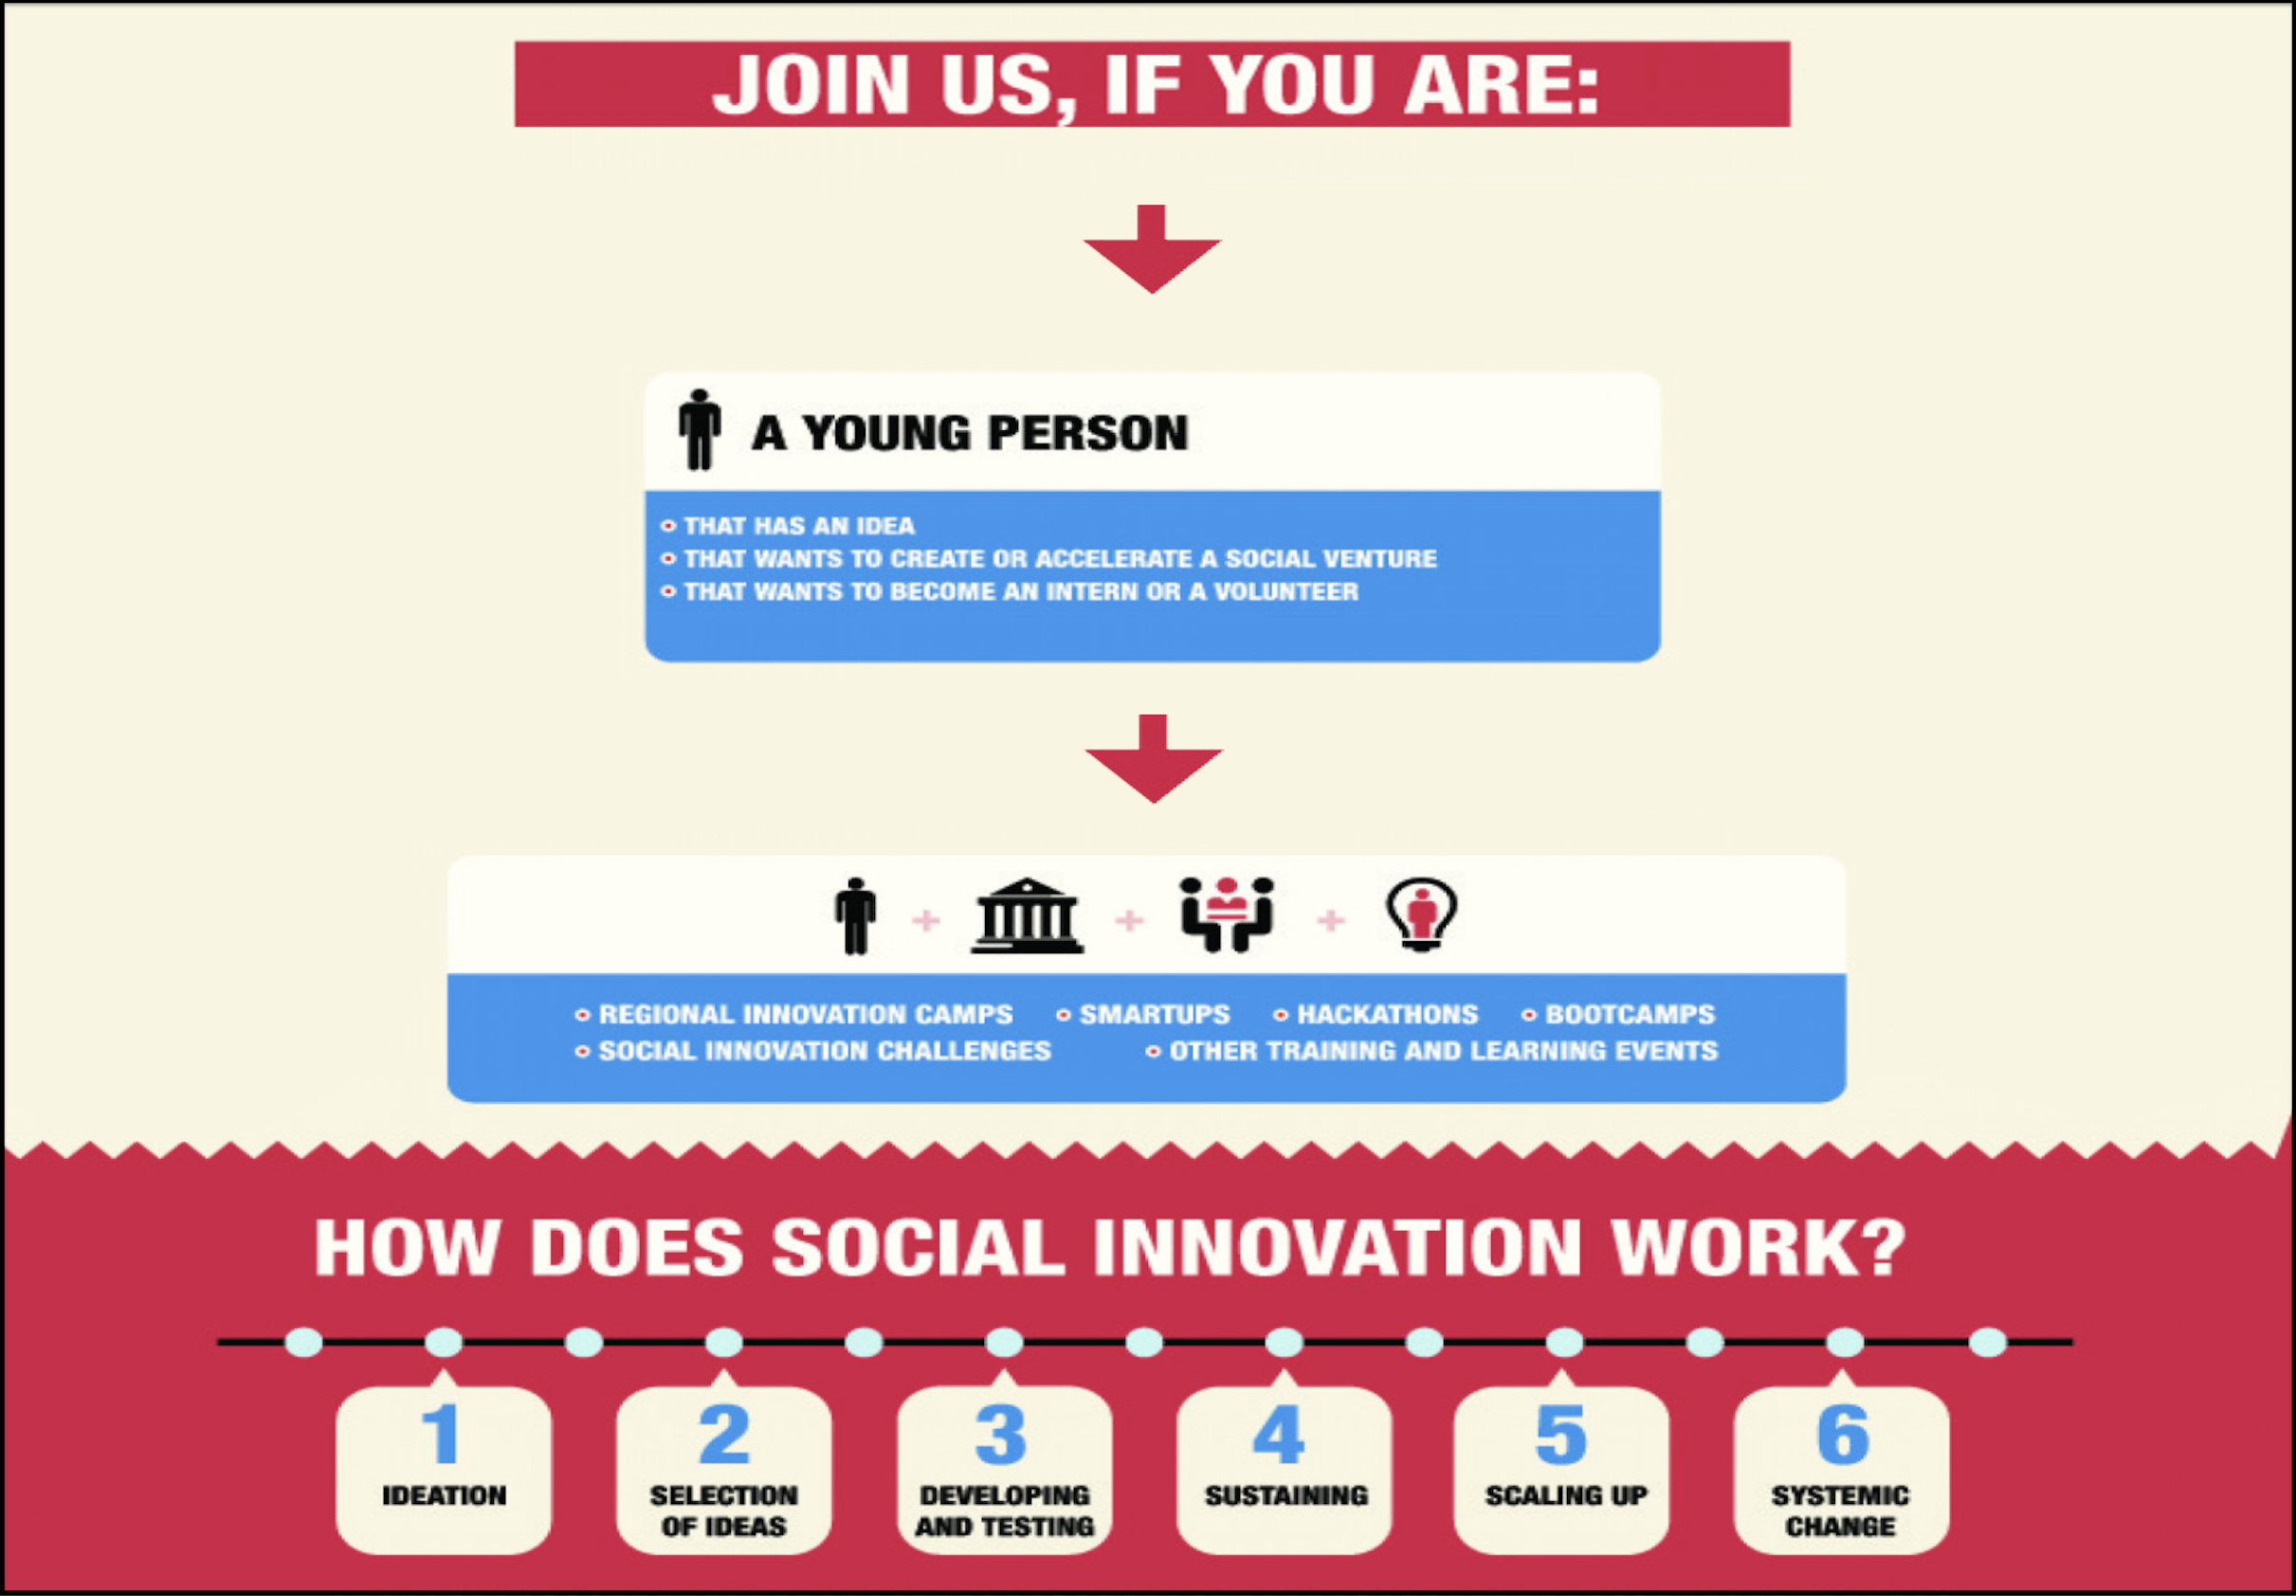 JOIN US, IF YOU ARE:
A YOUNG PERSON
THAT HAS AN IDEA
THAT WANTS TO CREATE OR ACCELERATE A SOCIAL VENTURE
THAT WANTS TO BECOME AN INTERN OR A VOLUNTEER
+ + +
REGIONAL INNOVATION CAMPS SMARTUPS HACKATHONS BOOTCAMPS
SOCIAL INNOVATION CHALLENGES OTHER TRAINING AND LEARNING EVENTS
HOW DOES SOCIAL INNOVATION WORK?
1
IDEATION
2
SELECTION
OF IDEAS
3
DEVELOPING
AND TESTING
4
SUSTAINING
5
SCALING UP
6
SYSTEMIC
CHANGE